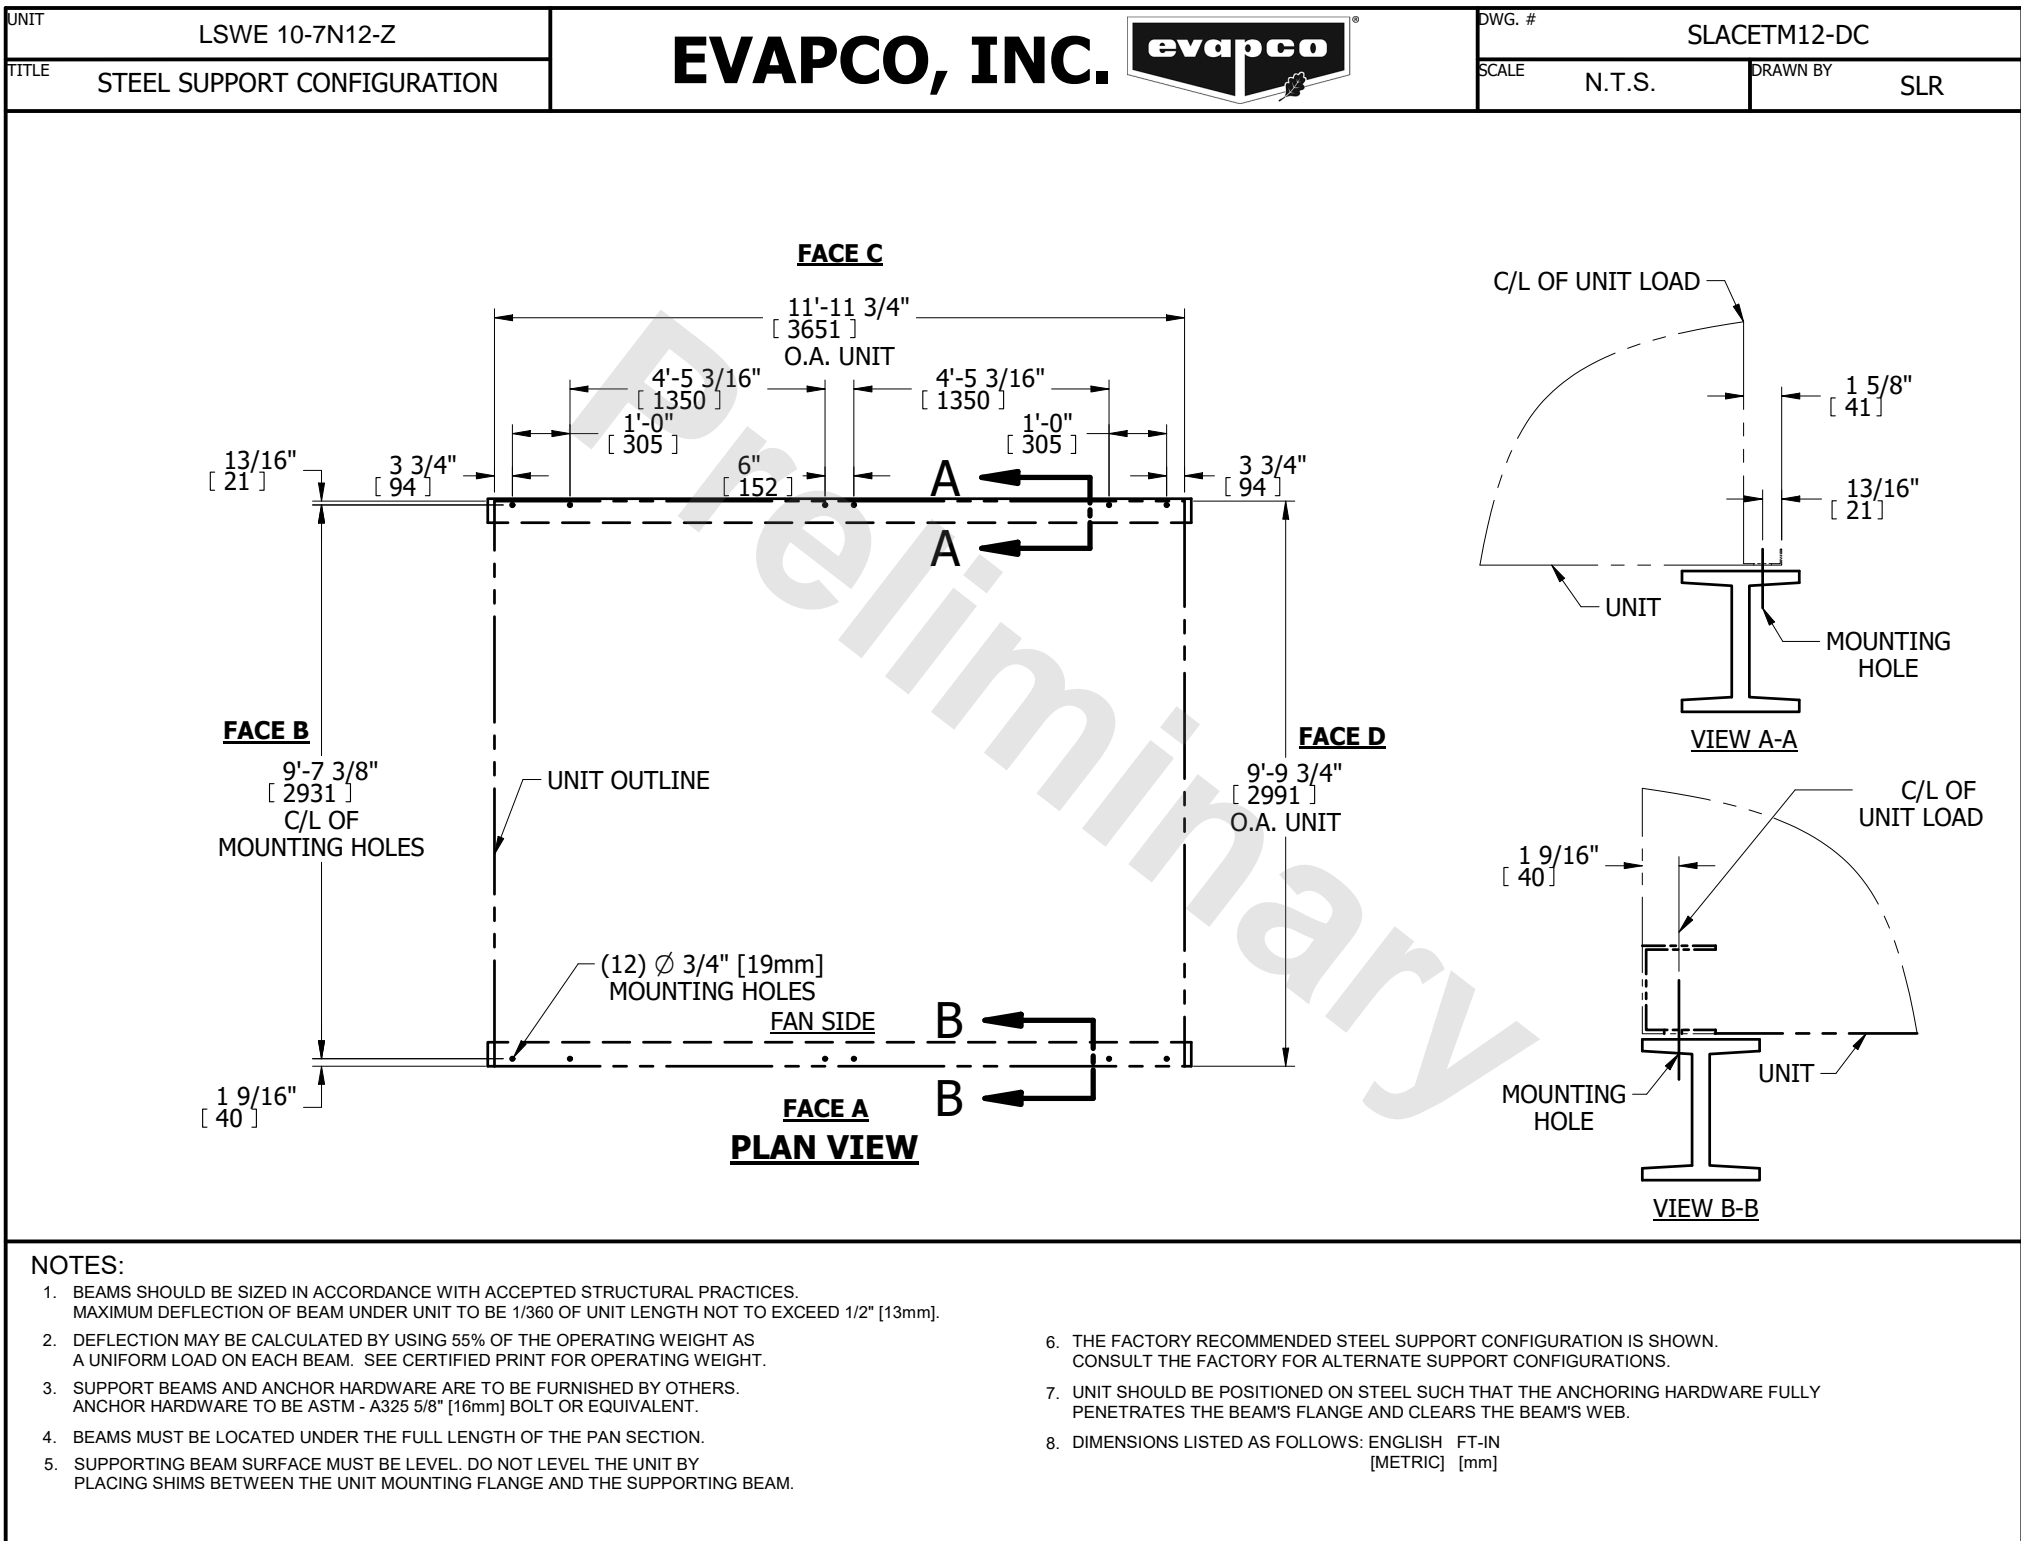 UNIT
LSWE 10-7N12-Z
TITLE
STEEL SUPPORT CONFIGURATION
EVAPCO, INC.
evapco
®
DWG. #
SLACETM12-DC
SCALE
N.T.S.
DRAWN BY
SLR
FACE C
11'-11 3/4"
[ 3651 ]
O.A. UNIT
4'-5 3/16"
[ 1350 ]
4'-5 3/16"
[ 1350 ]
1'-0"
[ 305 ]
1'-0"
[ 305 ]
13/16"
[ 21 ]
3 3/4"
[ 94 ]
6"
[ 152 ]
3 3/4"
[ 94 ]
A
A
FACE B
9'-7 3/8"
[ 2931 ]
C/L OF
MOUNTING HOLES
UNIT OUTLINE
FACE D
9'-9 3/4"
[ 2991 ]
O.A. UNIT
(12) Ø 3/4" [19mm]
MOUNTING HOLES
FAN SIDE
B
B
1 9/16"
[ 40 ]
FACE A
PLAN VIEW
Preliminary
C/L OF UNIT LOAD
1 5/8"
[ 41 ]
13/16"
[ 21 ]
UNIT
MOUNTING
HOLE
VIEW A-A
C/L OF
UNIT LOAD
1 9/16"
[ 40 ]
UNIT
MOUNTING
HOLE
VIEW B-B
NOTES:
1. BEAMS SHOULD BE SIZED IN ACCORDANCE WITH ACCEPTED STRUCTURAL PRACTICES.
MAXIMUM DEFLECTION OF BEAM UNDER UNIT TO BE 1/360 OF UNIT LENGTH NOT TO EXCEED 1/2" [13mm].
2. DEFLECTION MAY BE CALCULATED BY USING 55% OF THE OPERATING WEIGHT AS
A UNIFORM LOAD ON EACH BEAM. SEE CERTIFIED PRINT FOR OPERATING WEIGHT.
3. SUPPORT BEAMS AND ANCHOR HARDWARE ARE TO BE FURNISHED BY OTHERS.
ANCHOR HARDWARE TO BE ASTM - A325 5/8" [16mm] BOLT OR EQUIVALENT.
4. BEAMS MUST BE LOCATED UNDER THE FULL LENGTH OF THE PAN SECTION.
5. SUPPORTING BEAM SURFACE MUST BE LEVEL. DO NOT LEVEL THE UNIT BY
PLACING SHIMS BETWEEN THE UNIT MOUNTING FLANGE AND THE SUPPORTING BEAM.
6. THE FACTORY RECOMMENDED STEEL SUPPORT CONFIGURATION IS SHOWN.
CONSULT THE FACTORY FOR ALTERNATE SUPPORT CONFIGURATIONS.
7. UNIT SHOULD BE POSITIONED ON STEEL SUCH THAT THE ANCHORING HARDWARE FULLY
PENETRATES THE BEAM'S FLANGE AND CLEARS THE BEAM'S WEB.
8. DIMENSIONS LISTED AS FOLLOWS: ENGLISH FT-IN
[METRIC] [mm]